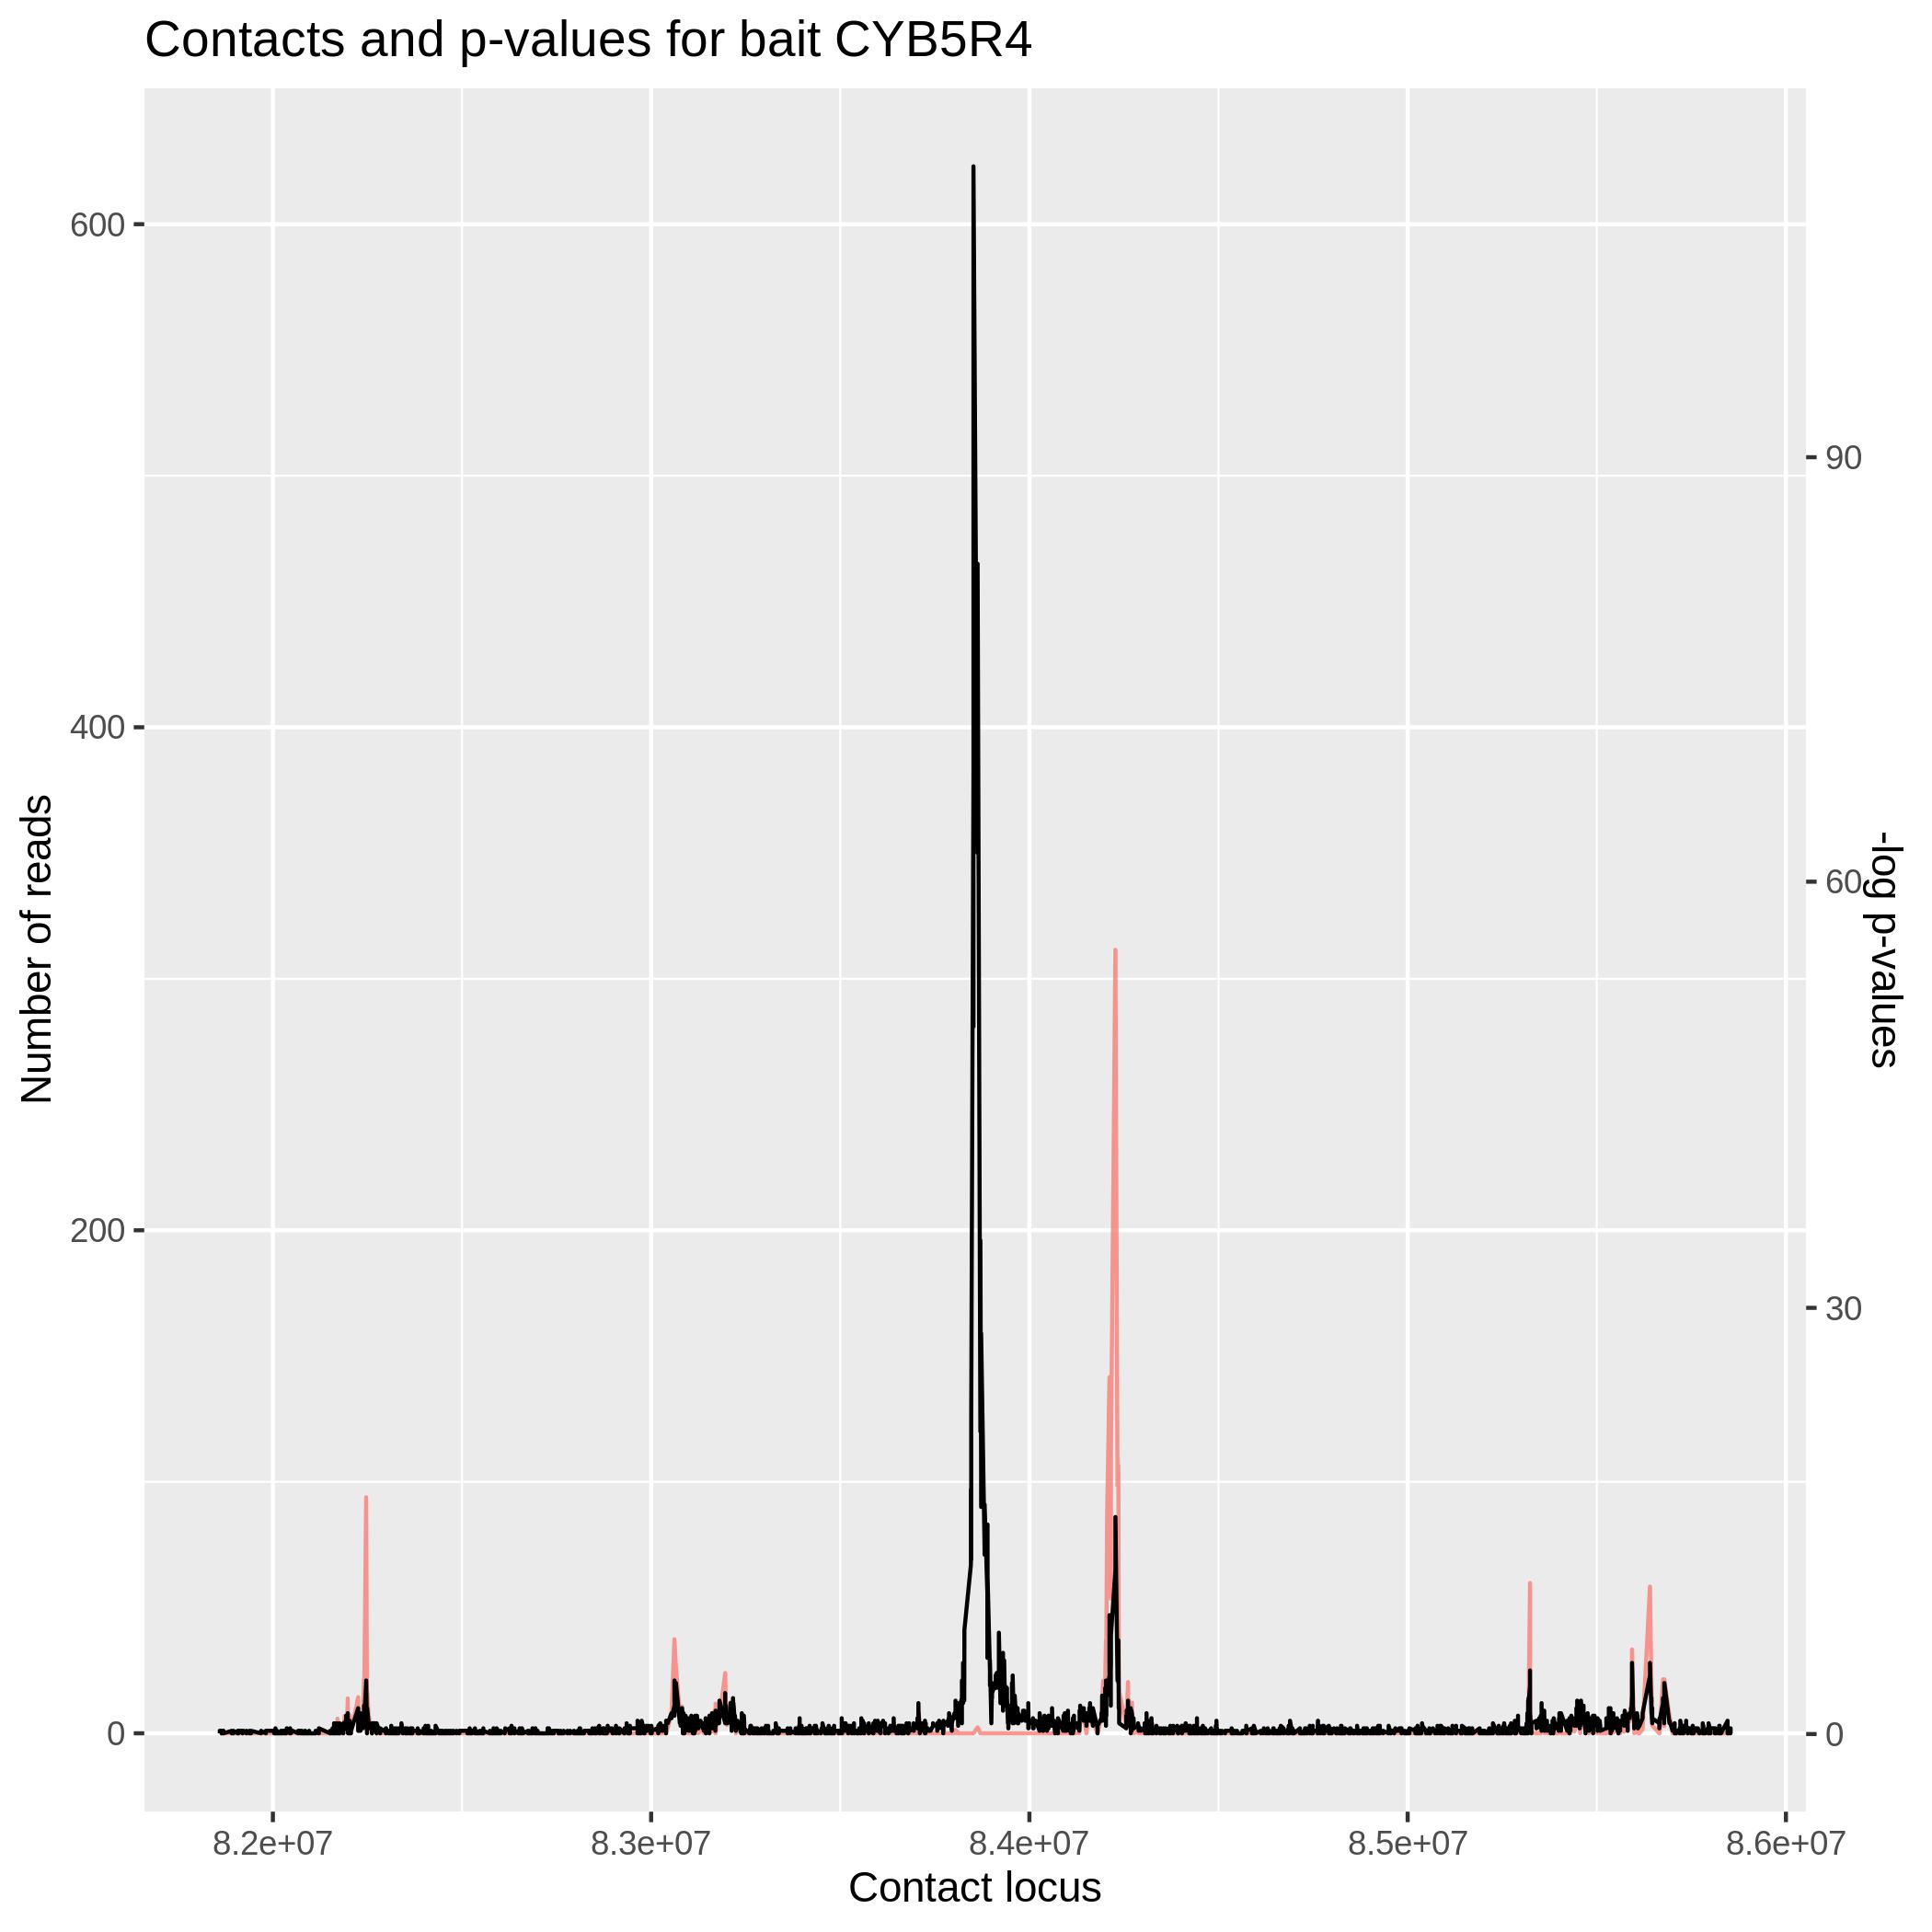 Contacts and p-values for bait CYB5R4
600
400
200
0
90
60
30
0
Number of reads
-log p-values
8.2e+07
8.3e+07
8.4e+07
8.5e+07
8.6e+07
Contact locus